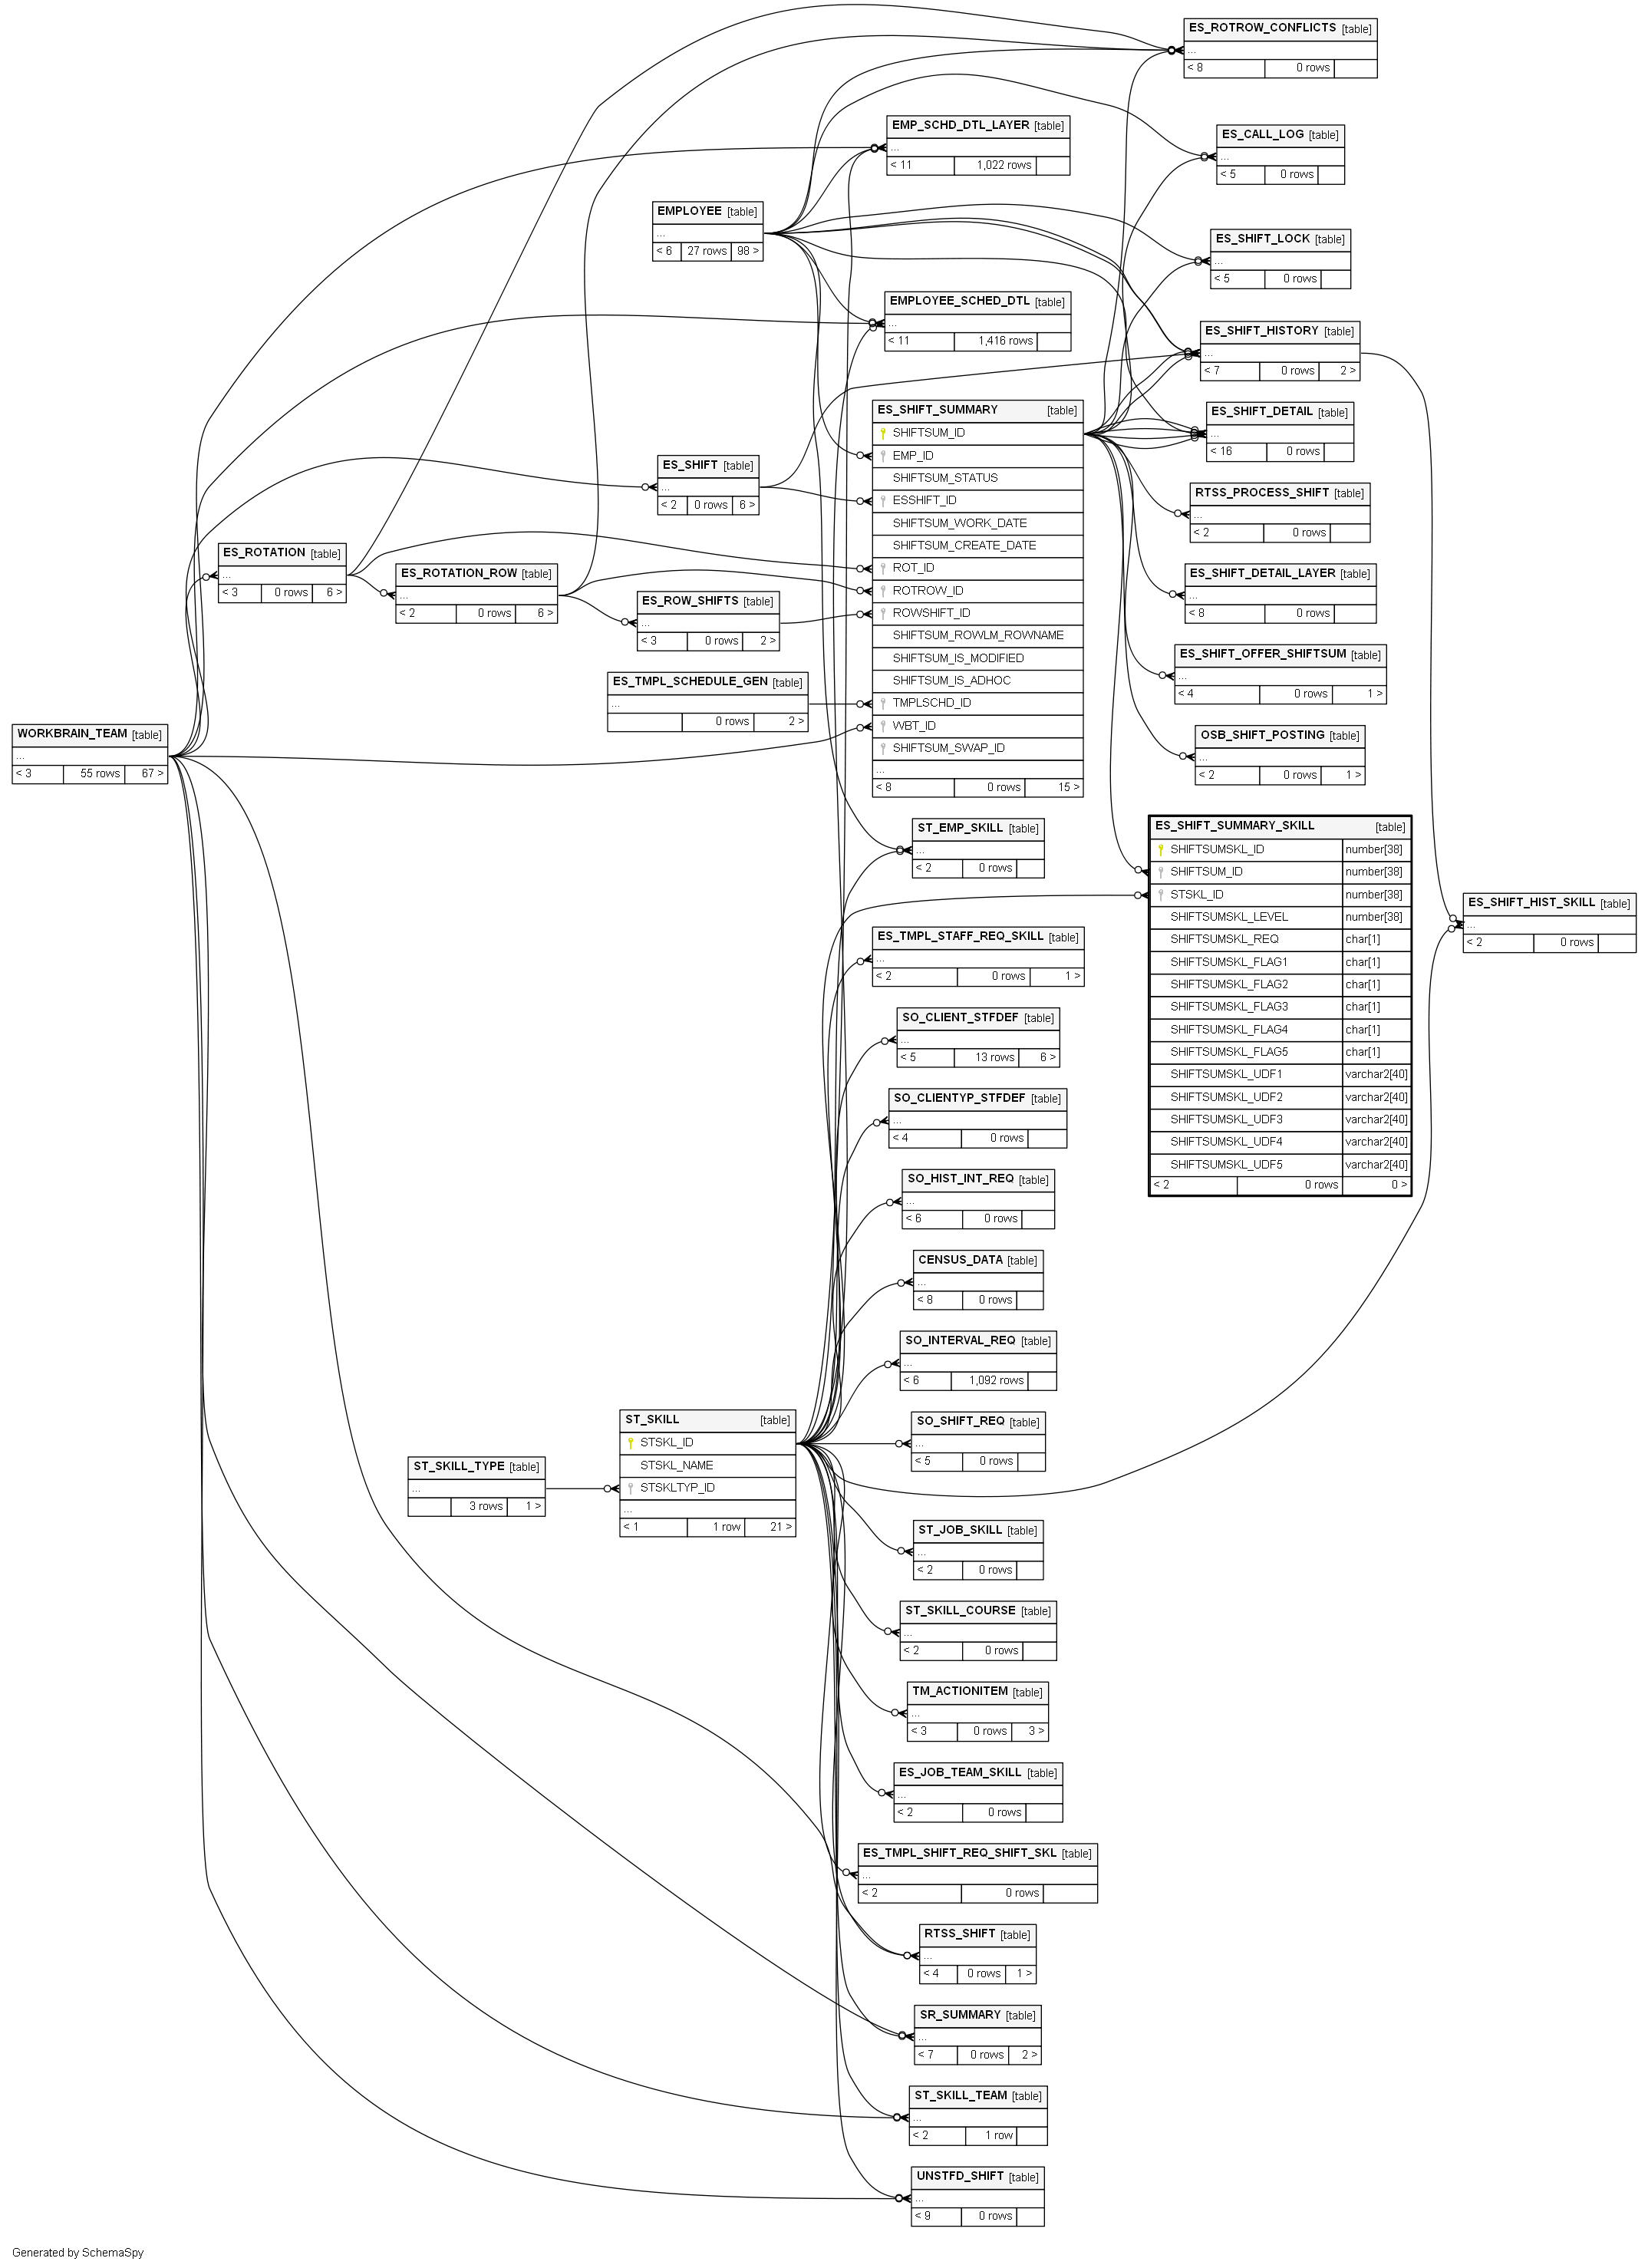 ES_ROTROW_CONFLICTS [table]
...
< 8 0 rows
EMP_SCHD_DTL_LAYER [table]
...
< 11 1,022 rows
ES_CALL_LOG [table]
...
< 5 0 rows
EMPLOYEE [table]
...
< 6 27 rows 98 >
ES_SHIFT_LOCK [table]
...
< 5 0 rows
EMPLOYEE_SCHED_DTL [table]
...
< 11 1,416 rows
ES_SHIFT_HISTORY [table]
...
< 7 0 rows 2 >
ES_SHIFT_SUMMARY [table]
SHIFTSUM_ID
EMP_ID
SHIFTSUM_STATUS
ESSHIFT_ID
SHIFTSUM_WORK_DATE
SHIFTSUM_CREATE_DATE
ROT_ID
ROTROW_ID
ROWSHIFT_ID
SHIFTSUM_ROWLM_ROWNAME
SHIFTSUM_IS_MODIFIED
SHIFTSUM_IS_ADHOC
TMPLSCHD_ID
WBT_ID
SHIFTSUM_SWAP_ID
...
< 8 0 rows 15 >
ES_SHIFT_DETAIL [table]
...
< 16 0 rows
ES_SHIFT [table]
...
< 2 0 rows 6 >
RTSS_PROCESS_SHIFT [table]
...
< 2 0 rows
ES_ROTATION [table]
...
< 3 0 rows 6 >
ES_ROTATION_ROW [table]
...
< 2 0 rows 6 >
ES_SHIFT_DETAIL_LAYER [table]
...
< 8 0 rows
ES_ROW_SHIFTS [table]
...
< 3 0 rows 2 >
ES_SHIFT_OFFER_SHIFTSUM [table]
...
< 4 0 rows 1 >
ES_TMPL_SCHEDULE_GEN [table]
...
0 rows 2 >
WORKBRAIN_TEAM [table]
...
< 3 55 rows 67 >
OSB_SHIFT_POSTING [table]
...
< 2 0 rows 1 >
ES_SHIFT_SUMMARY_SKILL [table]
SHIFTSUMSKL_ID number[38]
SHIFTSUM_ID number[38]
STSKL_ID number[38]
SHIFTSUMSKL_LEVEL number[38]
SHIFTSUMSKL_REQ char[1]
SHIFTSUMSKL_FLAG1 char[1]
SHIFTSUMSKL_FLAG2 char[1]
SHIFTSUMSKL_FLAG3 char[1]
SHIFTSUMSKL_FLAG4 char[1]
SHIFTSUMSKL_FLAG5 char[1]
SHIFTSUMSKL_UDF1 varchar2[40]
SHIFTSUMSKL_UDF2 varchar2[40]
SHIFTSUMSKL_UDF3 varchar2[40]
SHIFTSUMSKL_UDF4 varchar2[40]
SHIFTSUMSKL_UDF5 varchar2[40]
< 2 0 rows 0 >
ST_EMP_SKILL [table]
...
< 2 0 rows
ES_SHIFT_HIST_SKILL [table]
...
< 2 0 rows
ES_TMPL_STAFF_REQ_SKILL [table]
...
< 2 0 rows 1 >
SO_CLIENT_STFDEF [table]
...
< 5 13 rows 6 >
SO_CLIENTYP_STFDEF [table]
...
< 4 0 rows
SO_HIST_INT_REQ [table]
...
< 6 0 rows
CENSUS_DATA [table]
...
< 8 0 rows
SO_INTERVAL_REQ [table]
...
< 6 1,092 rows
ST_SKILL [table]
STSKL_ID
STSKL_NAME
STSKLTYP_ID
...
< 1 1 row 21 >
SO_SHIFT_REQ [table]
...
< 5 0 rows
ST_SKILL_TYPE [table]
...
3 rows 1 >
ST_JOB_SKILL [table]
...
< 2 0 rows
ST_SKILL_COURSE [table]
...
< 2 0 rows
TM_ACTIONITEM [table]
...
< 3 0 rows 3 >
ES_JOB_TEAM_SKILL [table]
...
< 2 0 rows
ES_TMPL_SHIFT_REQ_SHIFT_SKL [table]
...
< 2 0 rows
RTSS_SHIFT [table]
...
< 4 0 rows 1 >
SR_SUMMARY [table]
...
< 7 0 rows 2 >
ST_SKILL_TEAM [table]
...
< 2 1 row
UNSTFD_SHIFT [table]
...
< 9 0 rows
Generated by SchemaSpy